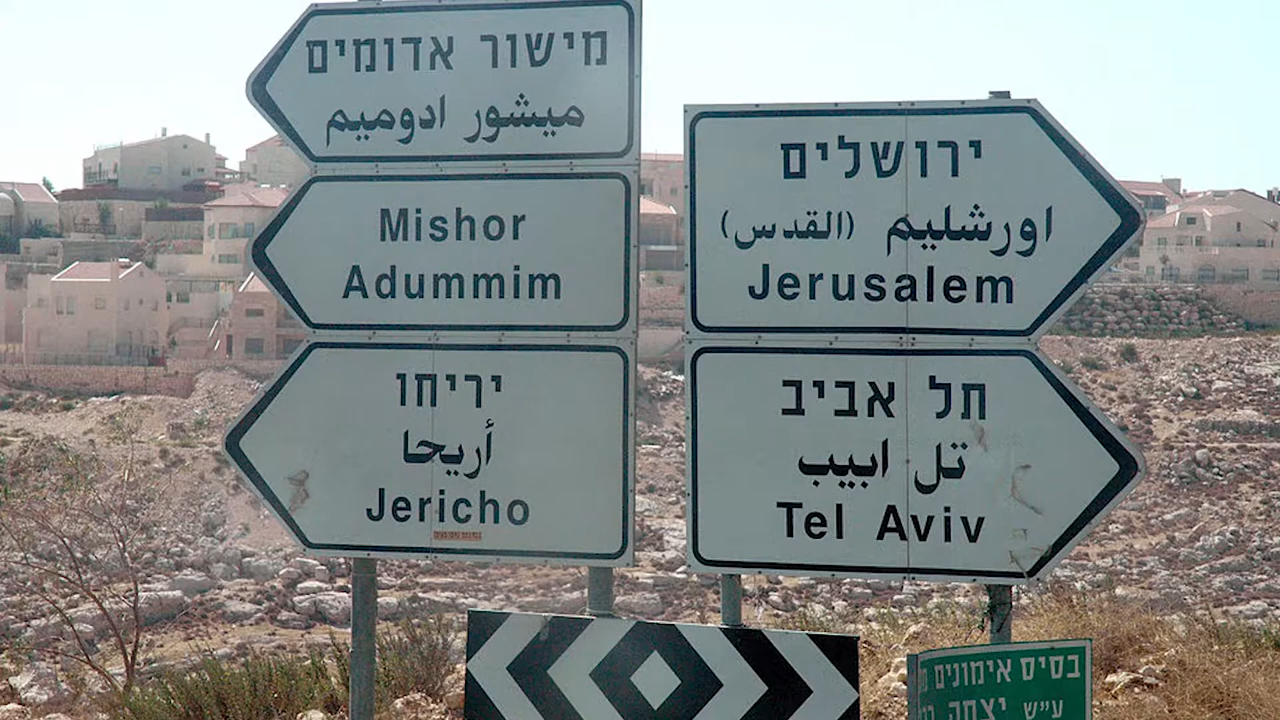 מישור אדומים
ميشور ادوميم
Mishor
Adummim
יריחו
أريحا
Jericho
ירושלים
اورشليم (القدس)
Jerusalem
תל אביב
تل ابيب
Tel Aviv
בסיס אימונים
ע״ש יצחק